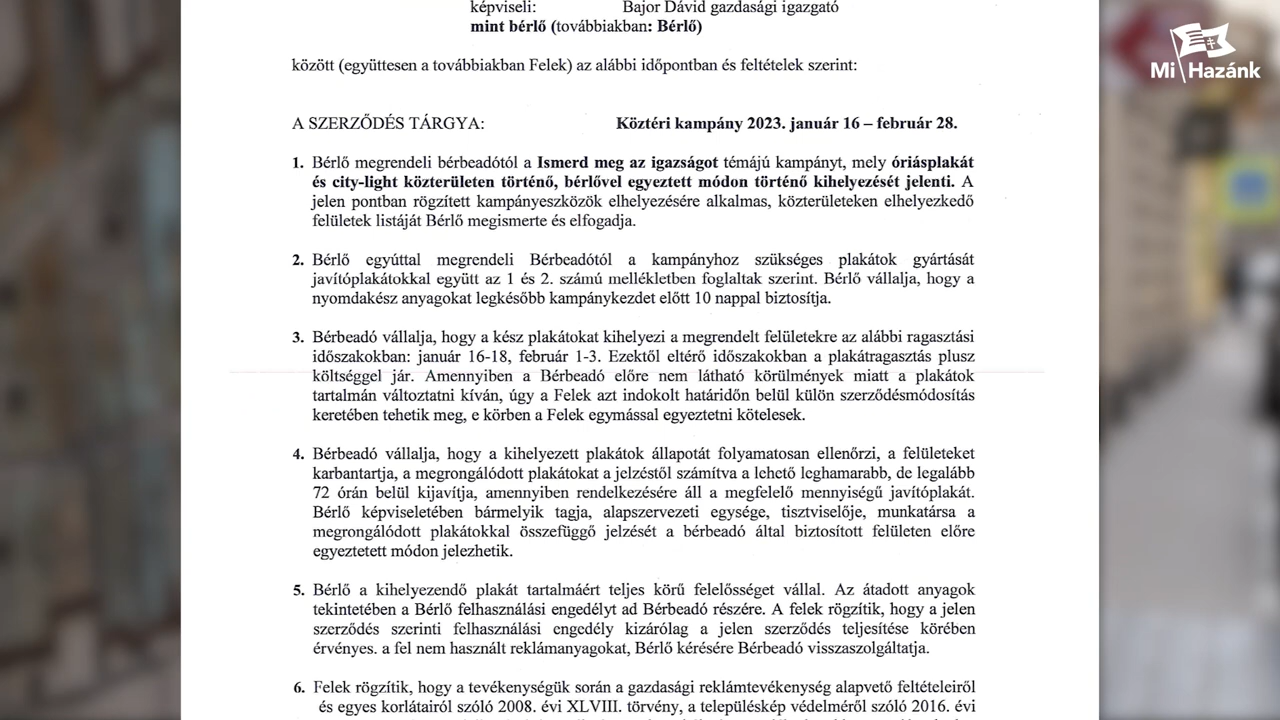 képviseli: Bajor Dávid gazdasági igazgató
mint bérlő (továbbiakban: Bérlő)
között (együttesen a továbbiakban Felek) az alábbi időpontban és feltételek szerint:
A SZERZŐDÉS TÁRGYA: Köztéri kampány 2023. január 16 – február 28.
1. Bérlő megrendeli bérbeadótól a Ismerd meg az igazságot témájú kampányt, mely óriásplakát
és city-light közterületen történő, bérlővel egyeztett módon történő kihelyezését jelenti. A
jelen pontban rögzített kampányeszközök elhelyezésére alkalmas, közterületeken elhelyezkedő
felületek listáját Bérlő megismerte és elfogadja.
2. Bérlő egyúttal megrendeli Bérbeadótól a kampányhoz szükséges plakátok gyártását
javítóplakátokkal együtt az 1 és 2. számú mellékletben foglaltak szerint. Bérlő vállalja, hogy a
nyomdakész anyagokat legkésőbb kampánykezdet előtt 10 nappal biztosítja.
3. Bérbeadó vállalja, hogy a kész plakátokat kihelyezi a megrendelt felületekre az alábbi ragasztási
időszakokban: január 16-18, február 1-3. Ezektől eltérő időszakokban a plakátragasztás plusz
költséggel jár. Amennyiben a Bérbeadó előre nem látható körülmények miatt a plakátok
tartalmán változtatni kíván, úgy a Felek azt indokolt határidőn belül külön szerződésmódosítás
keretében tehetik meg, e körben a Felek egymással egyeztetni kötelesek.
4. Bérbeadó vállalja, hogy a kihelyezett plakátok állapotát folyamatosan ellenőrzi, a felületeket
karbantartja, a megrongálódott plakátokat a jelzéstől számítva a lehető leghamarabb, de legalább
72 órán belül kijavítja, amennyiben rendelkezésére áll a megfelelő mennyiségű javítóplakát.
Bérlő képviseletében bármelyik tagja, alapszervezeti egysége, tisztviselője, munkatársa a
megrongálódott plakátokkal összefüggő jelzését a bérbeadó által biztosított felületen előre
egyeztetett módon jelezhetik.
5. Bérlő a kihelyezendő plakát tartalmáért teljes körű felelősséget vállal. Az átadott anyagok
tekintetében a Bérlő felhasználási engedélyt ad Bérbeadó részére. A felek rögzítik, hogy a jelen
szerződés szerinti felhasználási engedély kizárólag a jelen szerződés teljesítése körében
érvényes. a fel nem használt reklámanyagokat, Bérlő kérésére Bérbeadó visszaszolgáltatja.
6. Felek rögzítik, hogy a tevékenységük során a gazdasági reklámtevékenység alapvető feltételeiről
és egyes korlátairól szóló 2008. évi XLVIII. törvény, a településkép védelméről szóló 2016. évi
Mi Hazánk